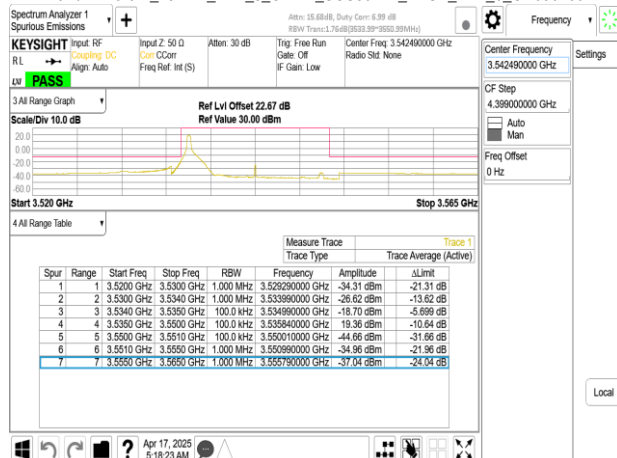 Spectrum Analyzer 1
Spurious Emissions
Attn: 15.68dB, Duty Corr: 6.99 dB
RBW Trans:1.76dB(3533.99~3550.99MHz)
Frequency
KEYSIGHT Input: RF Input Z: 50 Ω Atten: 30 dB Trig: Free Run Center Freq: 3.542490000 GHz
RL Coupling: DC Corr CCorr Gate: Off Radio Std: None
Align: Auto Freq Ref: Int (S) IF Gain: Low
LXI PASS
Center Frequency
3.542490000 GHz
Settings
CF Step
4.399000000 GHz
Auto
Man
Freq Offset
0 Hz
3 All Range Graph
Ref Lvl Offset 22.67 dB
Scale/Div 10.0 dB Ref Value 30.00 dBm
20.0
0.00
-20.0
-40.0
-60.0
Start 3.520 GHz Stop 3.565 GHz
4 All Range Table
Measure Trace Trace 1
Trace Type Trace Average (Active)
Spur Range Start Freq Stop Freq RBW Frequency Amplitude ΔLimit
1 1 3.5200 GHz 3.5300 GHz 1.000 MHz 3.529290000 GHz -34.31 dBm -21.31 dB
2 2 3.5300 GHz 3.5340 GHz 1.000 MHz 3.533990000 GHz -26.62 dBm -13.62 dB
3 3 3.5340 GHz 3.5350 GHz 100.0 kHz 3.534990000 GHz -18.70 dBm -5.699 dB
4 4 3.5350 GHz 3.5500 GHz 100.0 kHz 3.535840000 GHz 19.36 dBm -10.64 dB
5 5 3.5500 GHz 3.5510 GHz 100.0 kHz 3.550010000 GHz -44.66 dBm -31.66 dB
6 6 3.5510 GHz 3.5550 GHz 1.000 MHz 3.550990000 GHz -34.96 dBm -21.96 dB
7 7 3.5550 GHz 3.5650 GHz 1.000 MHz 3.555790000 GHz -37.04 dBm -24.04 dB
Local
Apr 17, 2025
5:18:23 AM